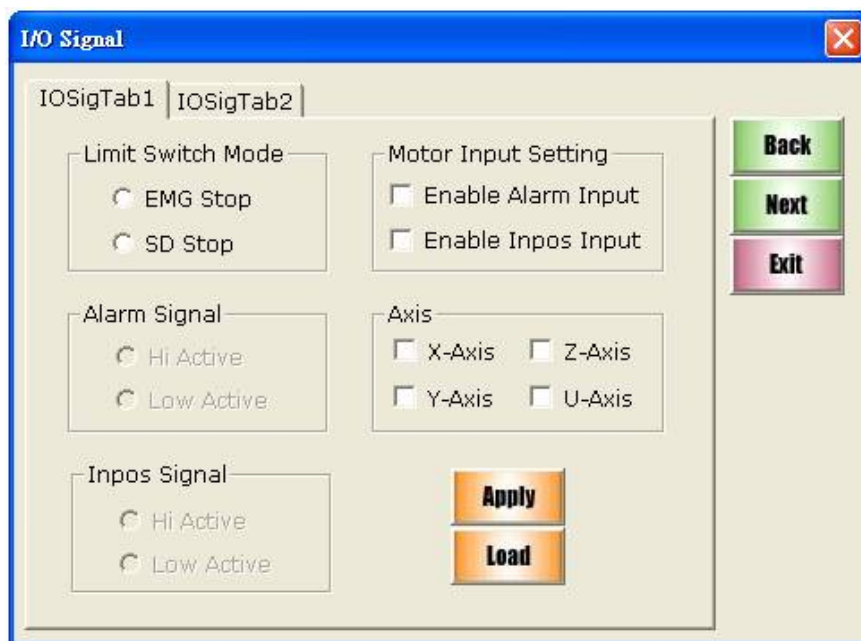 I/O Signal
IOSigTab1 IOSigTab2
Limit Switch Mode
EMG Stop
SD Stop
Motor Input Setting
Enable Alarm Input
Enable Inpos Input
Alarm Signal
Hi Active
Low Active
Axis
X-Axis Z-Axis
Y-Axis U-Axis
Inpos Signal
Hi Active
Low Active
Apply
Load
Back
Next
Exit